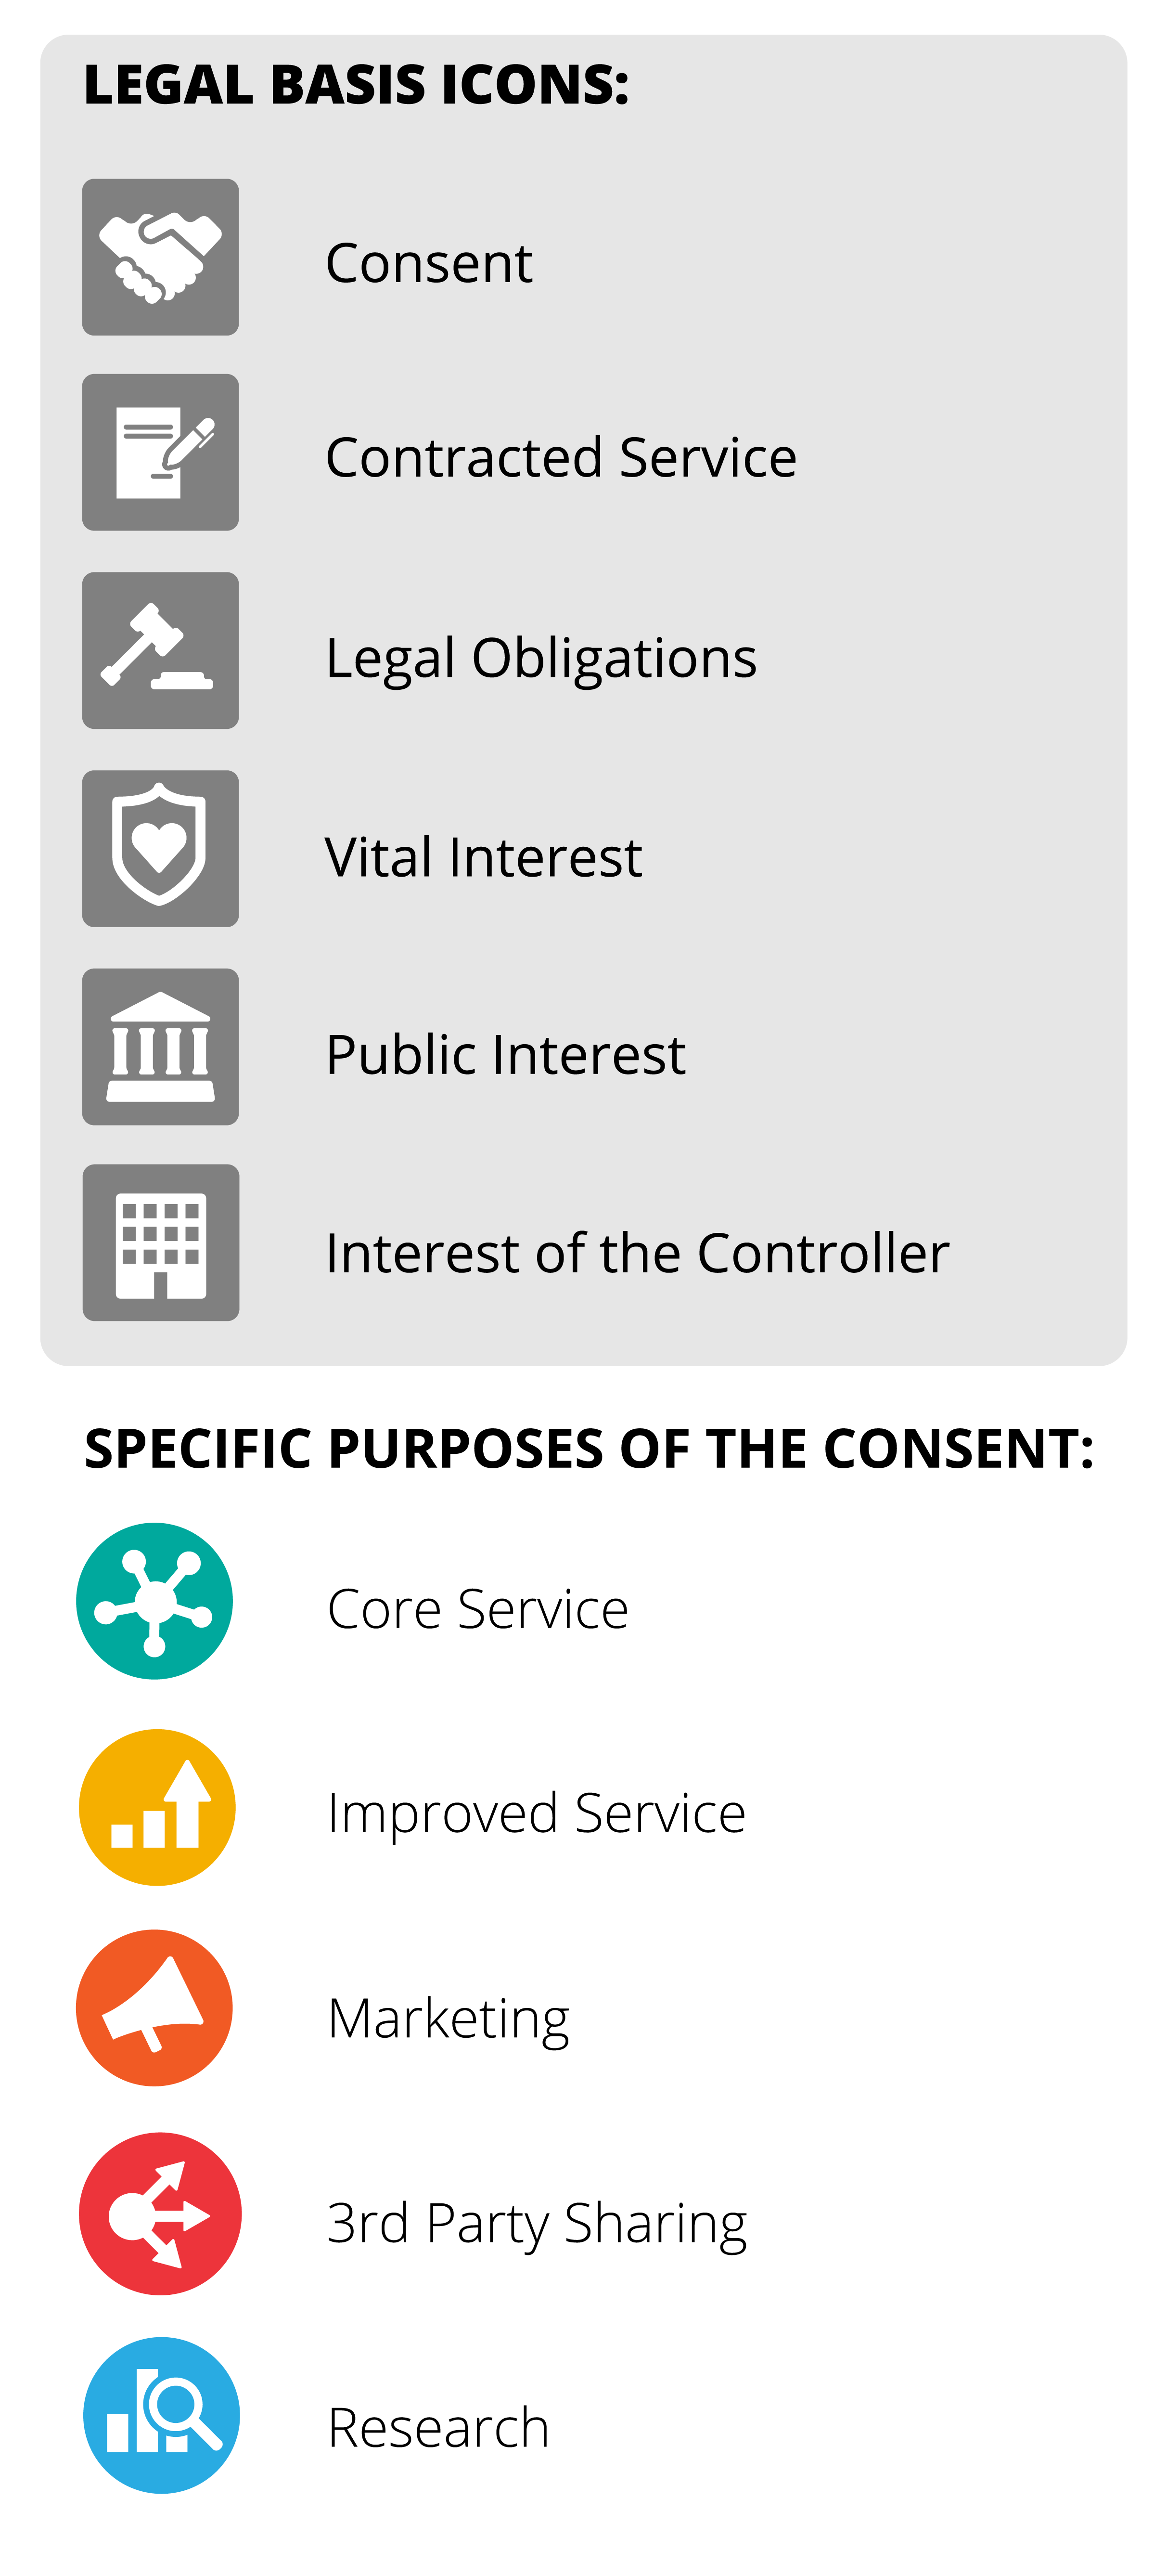 LEGAL BASIS ICONS:
Consent
Contracted Service
Legal Obligations
Vital Interest
Public Interest
Interest of the Controller
SPECIFIC PURPOSES OF THE CONSENT:
Core Service
Improved Service
Marketing
3rd Party Sharing
Research